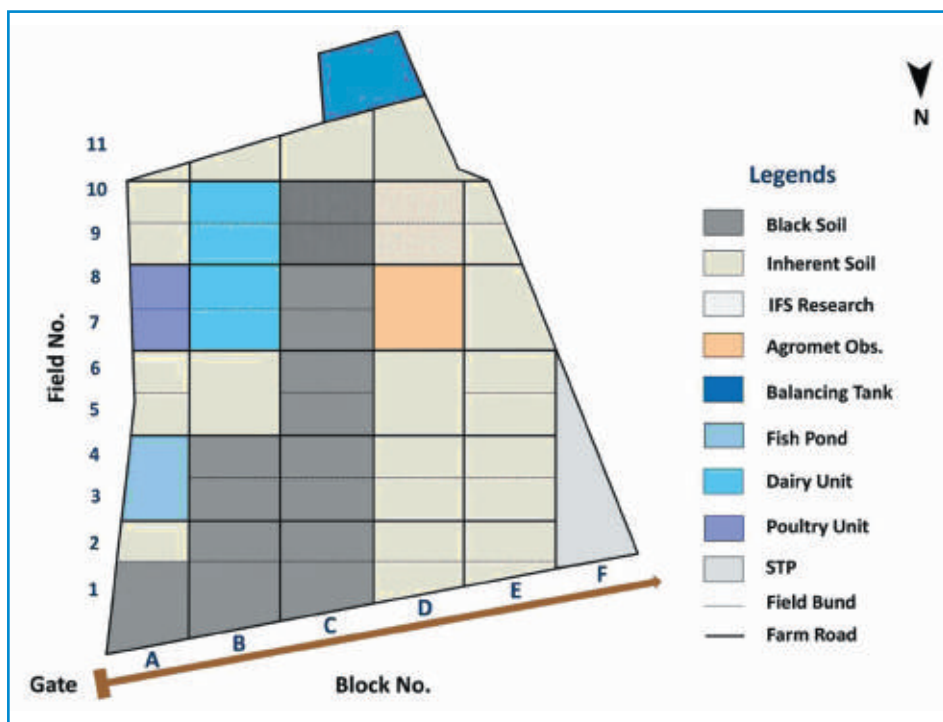 N
Field No.
11
10
9
8
7
6
5
4
3
2
1
Legends
Black Soil
Inherent Soil
IFS Research
Agromet Obs.
Balancing Tank
Fish Pond
Dairy Unit
Poultry Unit
STP
Field Bund
Farm Road
A
B
C
D
E
F
Gate
Block No.